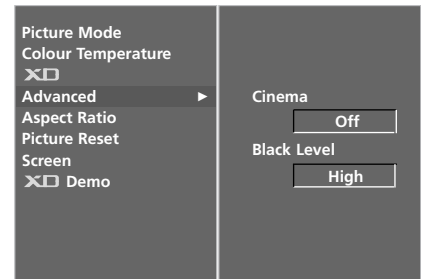 Picture Mode
Colour Temperature
XD
Advanced ►
Aspect Ratio
Picture Reset
Screen
XD Demo
Cinema
Off
Black Level
High